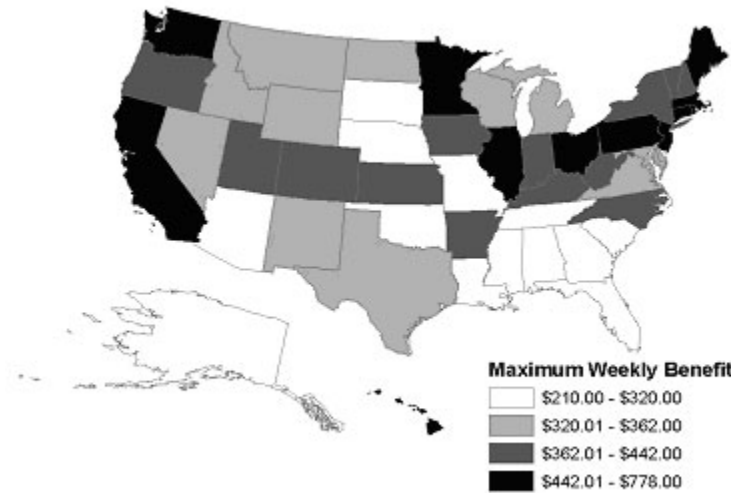 Maximum Weekly Benefit
$210.00 - $320.00
$320.01 - $362.00
$362.01 - $442.00
$442.01 - $778.00